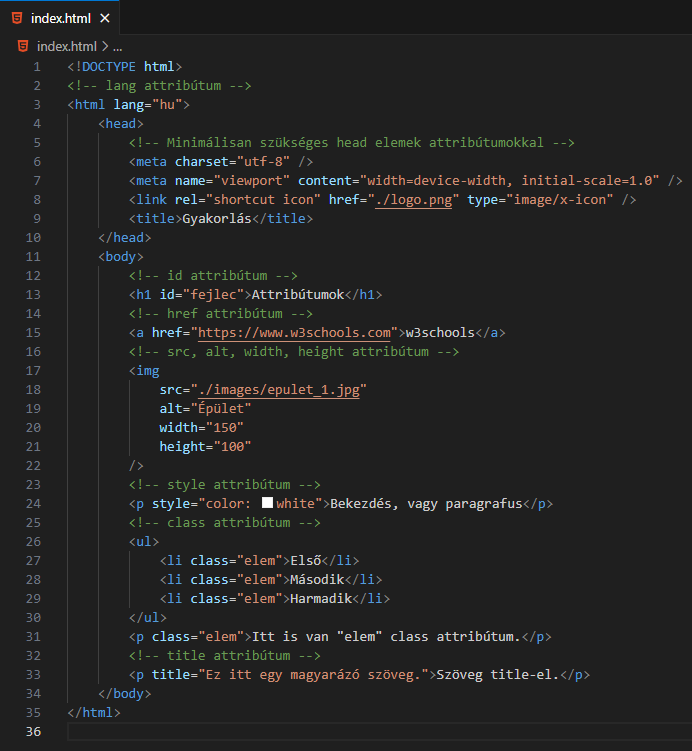 index.html ×
index.html > ...
1 <!DOCTYPE html>
2 <!-- lang attribútum -->
3 <html lang="hu">
4 <head>
5 <!-- Minimálisan szükséges head elemek attribútumokkal -->
6 <meta charset="utf-8" />
7 <meta name="viewport" content="width=device-width, initial-scale=1.0" />
8 <link rel="shortcut icon" href="./logo.png" type="image/x-icon" />
9 <title>Gyakorlás</title>
10 </head>
11 <body>
12 <!-- id attribútum -->
13 <h1 id="fejlec">Attribútumok</h1>
14 <!-- href attribútum -->
15 <a href="https://www.w3schools.com">w3schools</a>
16 <!-- src, alt, width, height attribútum -->
17 <img
18 src="./images/epulet_1.jpg"
19 alt="Épület"
20 width="150"
21 height="100"
22 />
23 <!-- style attribútum -->
24 <p style="color: white">Bekezdés, vagy paragrafus</p>
25 <!-- class attribútum -->
26 <ul>
27 <li class="elem">Első</li>
28 <li class="elem">Második</li>
29 <li class="elem">Harmadik</li>
30 </ul>
31 <p class="elem">Itt is van "elem" class attribútum.</p>
32 <!-- title attribútum -->
33 <p title="Ez itt egy magyarázó szöveg.">Szöveg title-el.</p>
34 </body>
35 </html>
36